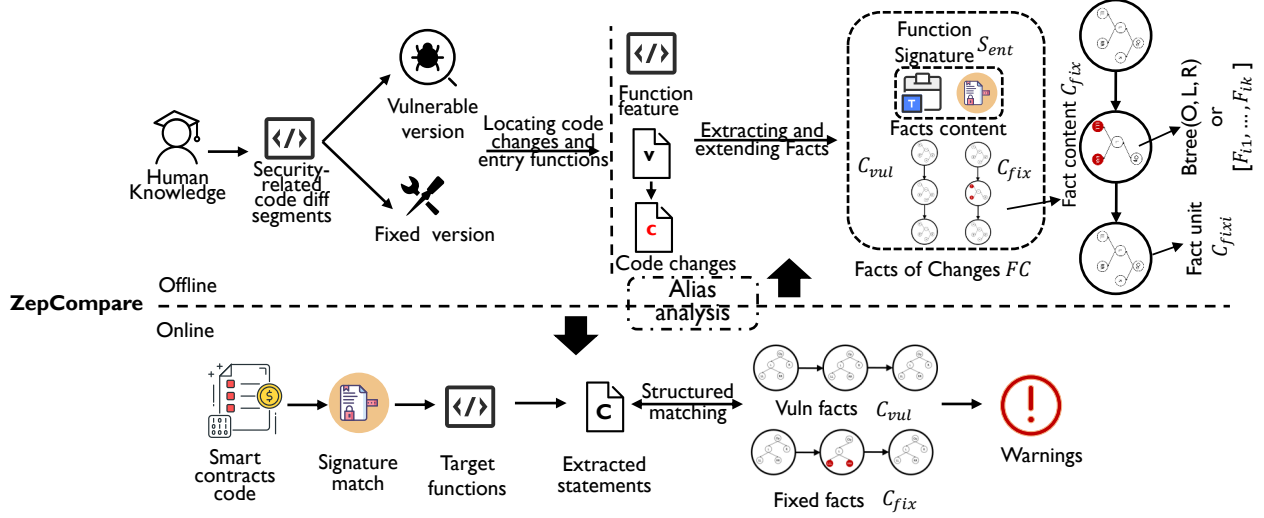 Human
Knowledge
Security-
related
code diff
segments
Vulnerable
version
Fixed version
Locating code
changes and
entry functions
Function
feature
V
C
Code changes
Extracting and
extending Facts
Function
Signature S_ent
T
Facts content
C_vul
C_fix
Facts of Changes FC
Fact content C_fix
Btree(O, L, R)
or
[F_i1, ..., F_ik ]
Fact unit
C_fixi
Offline
ZepCompare
Online
Alias
analysis
Smart
contracts
code
Signature
match
Target
functions
C
Extracted
statements
Structured
matching
Vuln facts C_vul
Fixed facts C_fix
Warnings